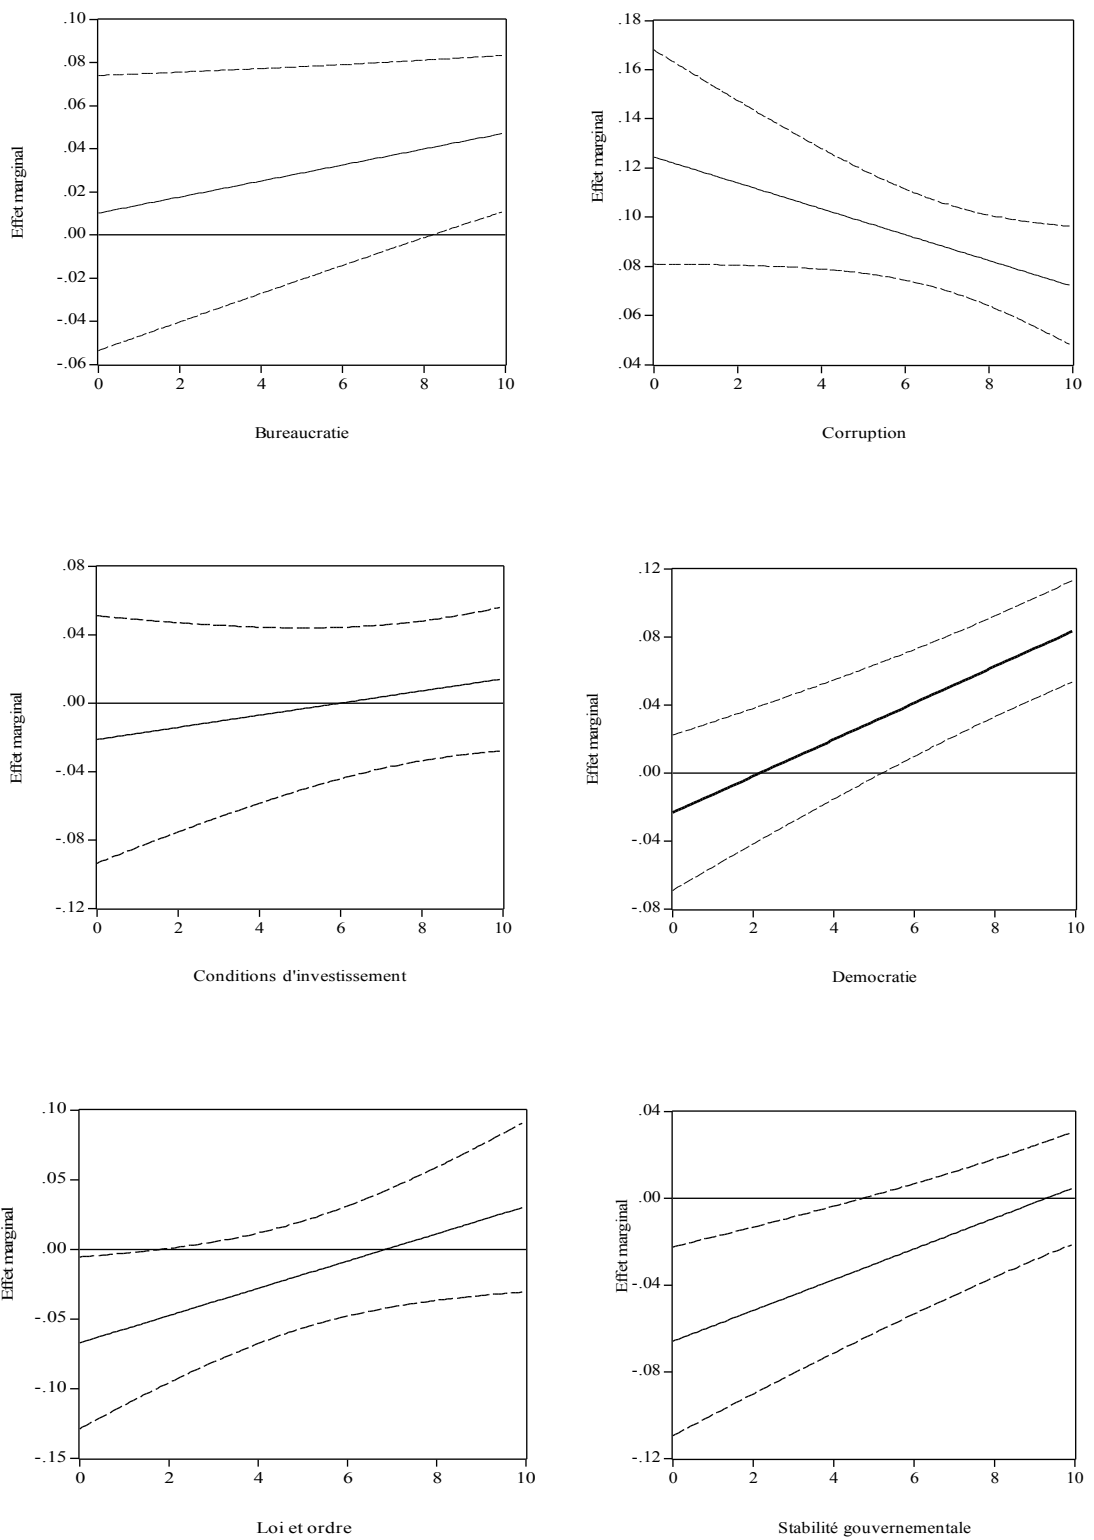 .10
.08
.06
.04
.02
.00
-.02
-.04
-.06
0 2 4 6 8 10
Effet marginal
Bureaucratie
.18
.16
.14
.12
.10
.08
.06
.04
0 2 4 6 8 10
Effet marginal
Corruption
.08
.04
.00
-.04
-.08
-.12
0 2 4 6 8 10
Effet marginal
Conditions d'investissement
.12
.08
.04
.00
-.04
-.08
0 2 4 6 8 10
Effet marginal
Democratie
.10
.05
.00
-.05
-.10
-.15
0 2 4 6 8 10
Effet marginal
Loi et ordre
.04
.00
-.04
-.08
-.12
0 2 4 6 8 10
Effet marginal
Stabilité gouvernementale